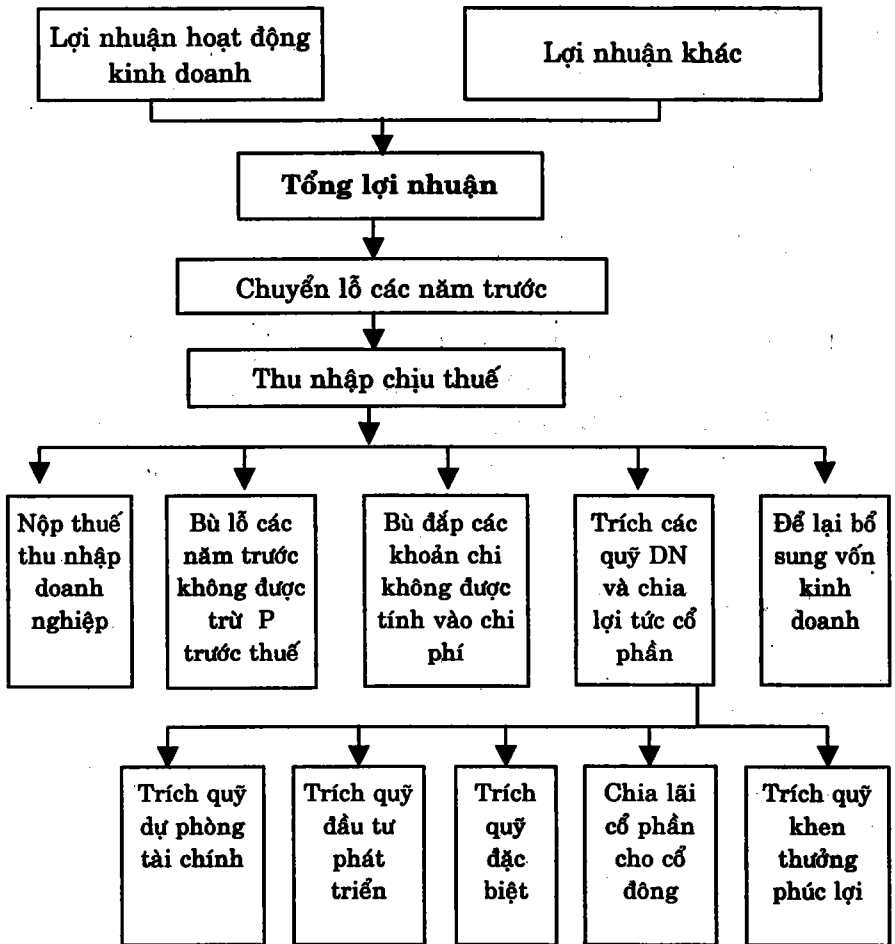 Lợi nhuận hoạt động
kinh doanh
Lợi nhuận khác
Tổng lợi nhuận
Chuyển lỗ các năm trước
Thu nhập chịu thuế
Nộp thuế
thu nhập
doanh
nghiệp
Bù lỗ các
năm trước
không được
trừ P
trước thuế
Bù đắp các
khoản chi
không được
tính vào chi
phí
Trích các
quỹ DN
và chia
lợi tức cổ
phần
Để lại bổ
sung vốn
kinh
doanh
Trích quỹ
dự phòng
tài chính
Trích quỹ
đầu tư
phát
triển
Trích
quỹ
đặc
biệt
Chia lãi
cổ phần
cho cổ
đông
Trích quỹ
khen
thưởng
phúc lợi